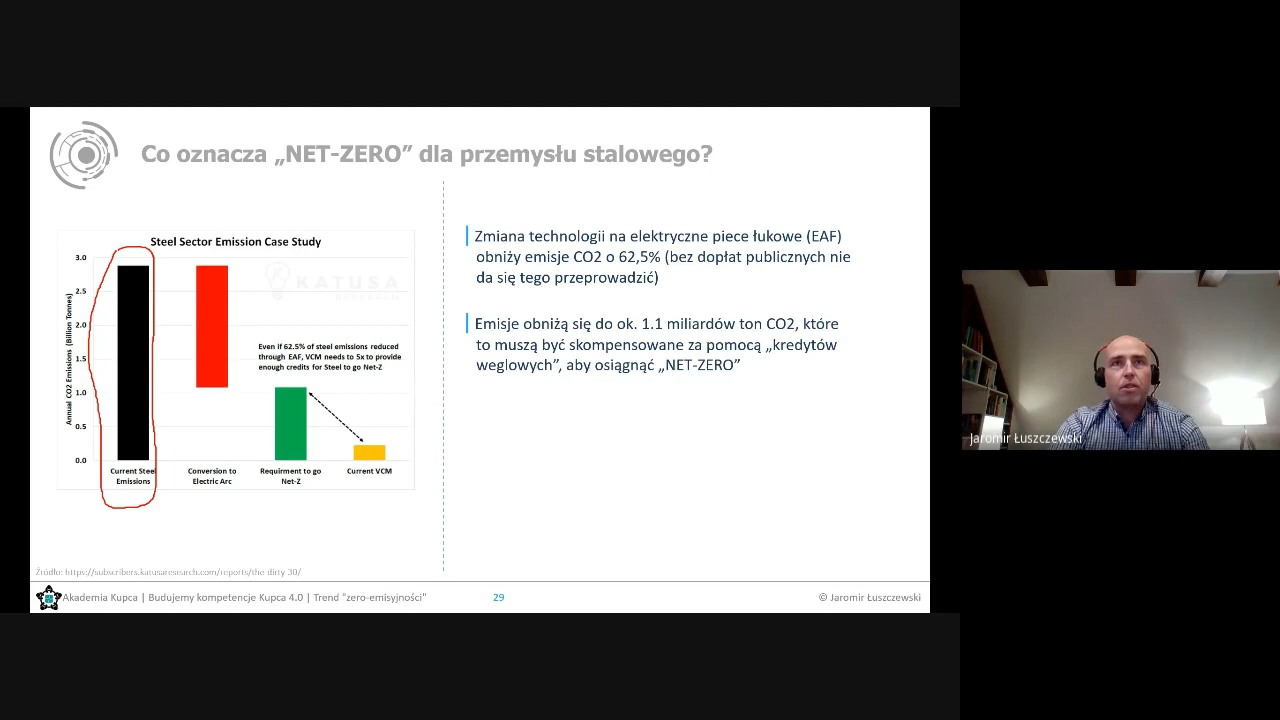 Co oznacza „NET-ZERO” dla przemysłu stalowego?
Steel Sector Emission Case Study
KATUSA
RESEARCH
Annual CO2 Emissions (Billion Tonnes)
3.0
2.5
2.0
1.5
1.0
0.5
0.0
Even if 62.5% of steel emissions reduced
through EAF, VCM needs to 5x to provide
enough credits for Steel to go Net-Z
Current Steel
Emissions
Conversion to
Electric Arc
Requirment to go
Net-Z
Current VCM
Zmiana technologii na elektryczne piece łukowe (EAF)
obniży emisje CO2 o 62,5% (bez dopłat publicznych nie
da się tego przeprowadzić)
Emisje obniżą się do ok. 1.1 miliardów ton CO2, które
to muszą być skompensowane za pomocą „kredytów
węglowych”, aby osiągnąć „NET-ZERO”
Źródło: https://subscribers.katusaresearch.com/reports/the dirty 30/
Akademia Kupca | Budujemy kompetencje Kupca 4.0 | Trend "zero-emisyjności"
29
© Jaromir Łuszczewski
Jaromir Łuszczewski